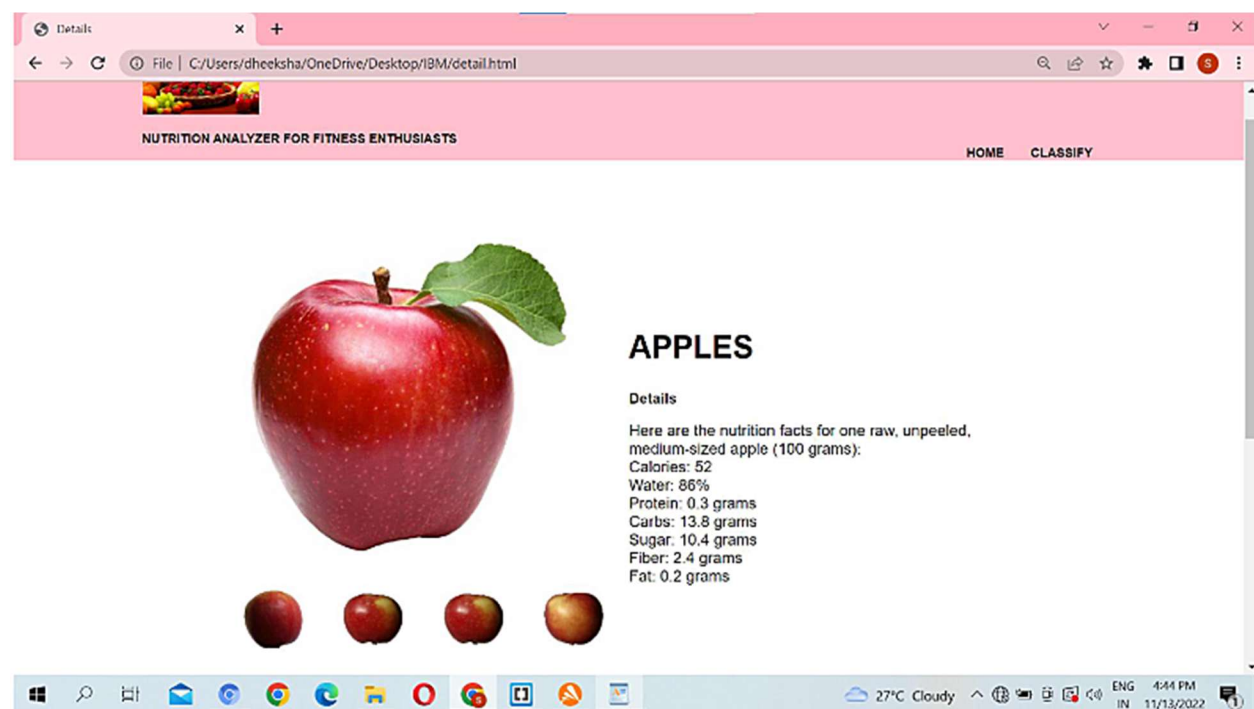 Details
File | C:/Users/dheeksha/OneDrive/Desktop/IBM/detail.html
S
NUTRITION ANALYZER FOR FITNESS ENTHUSIASTS
HOME CLASSIFY
APPLES
Details
Here are the nutrition facts for one raw, unpeeled,
medium-sized apple (100 grams):
Calories: 52
Water: 86%
Protein: 0.3 grams
Carbs: 13.8 grams
Sugar: 10.4 grams
Fiber: 2.4 grams
Fat: 0.2 grams
27°C Cloudy
ENG
IN
4:44 PM
11/13/2022
1